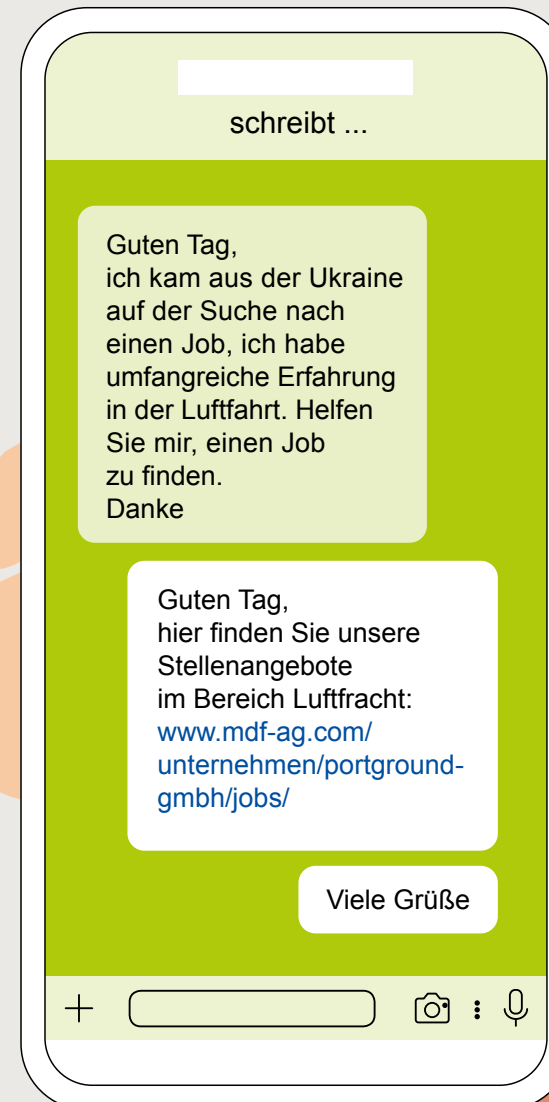 schreibt ...
Guten Tag,
ich kam aus der Ukraine
auf der Suche nach
einen Job, ich habe
umfangreiche Erfahrung
in der Luftfahrt. Helfen
Sie mir, einen Job
zu finden.
Danke
Guten Tag,
hier finden Sie unsere
Stellenangebote
im Bereich Luftfracht:
www.mdf-ag.com/
unternehmen/portground-
gmbh/jobs/
Viele Grüße